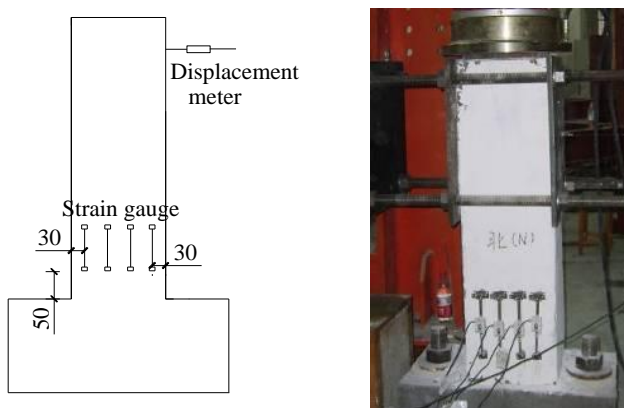 Displacement
meter
Strain gauge
30
30
50
北(N)